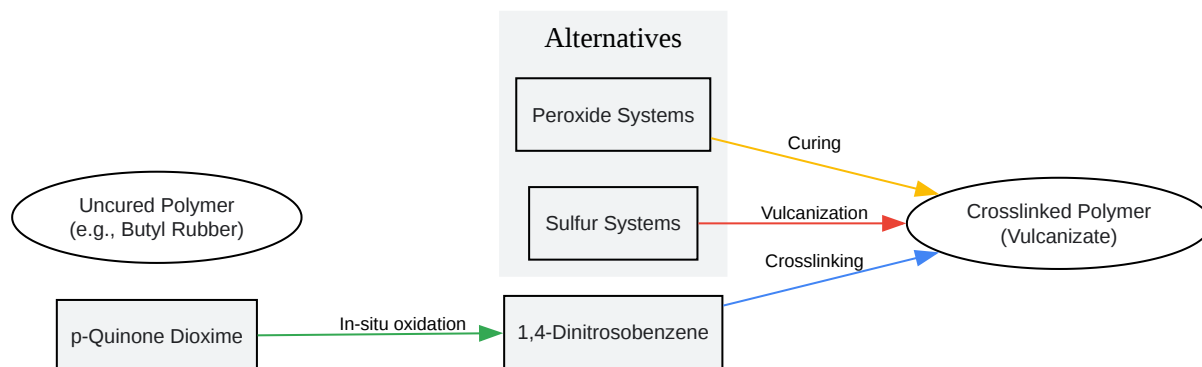 Alternatives
Peroxide Systems
Curing
Uncured Polymer
(e.g., Butyl Rubber)
Sulfur Systems
Vulcanization
Crosslinked Polymer
(Vulcanizate)
Crosslinking
p-Quinone Dioxime
In-situ oxidation
1,4-Dinitrosobenzene